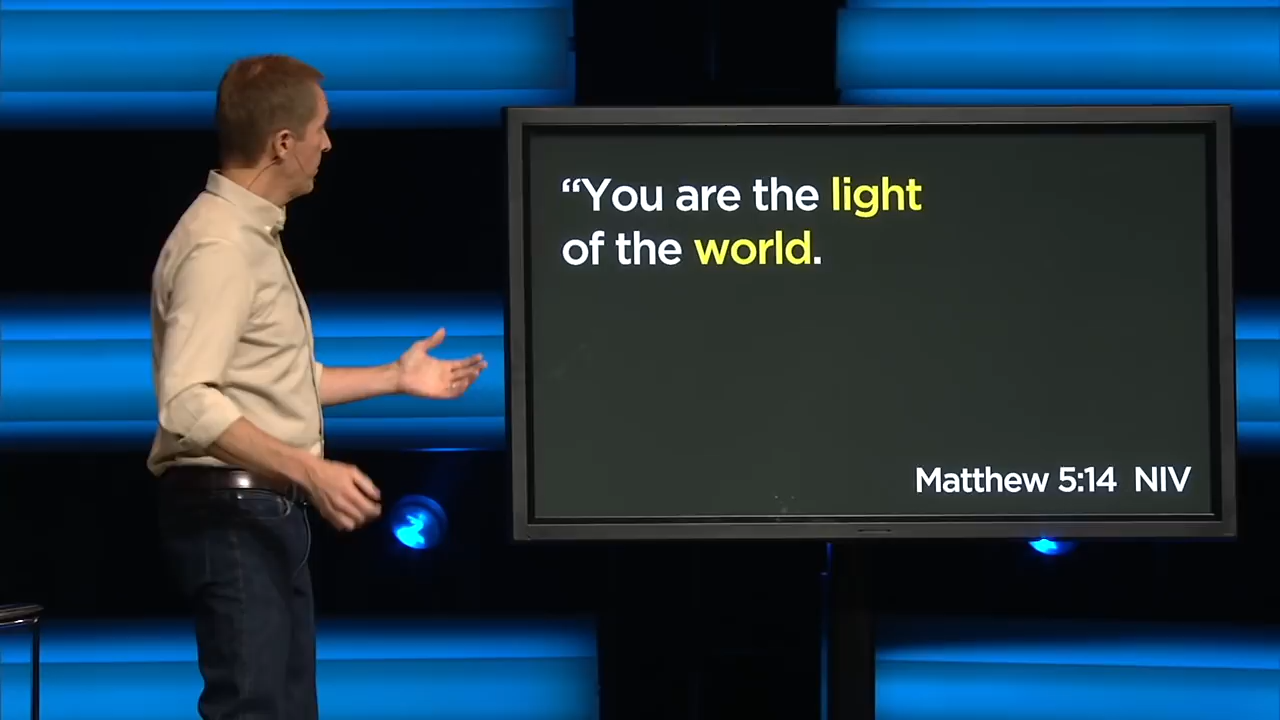 “You are the light
of the world.
Matthew 5:14 NIV